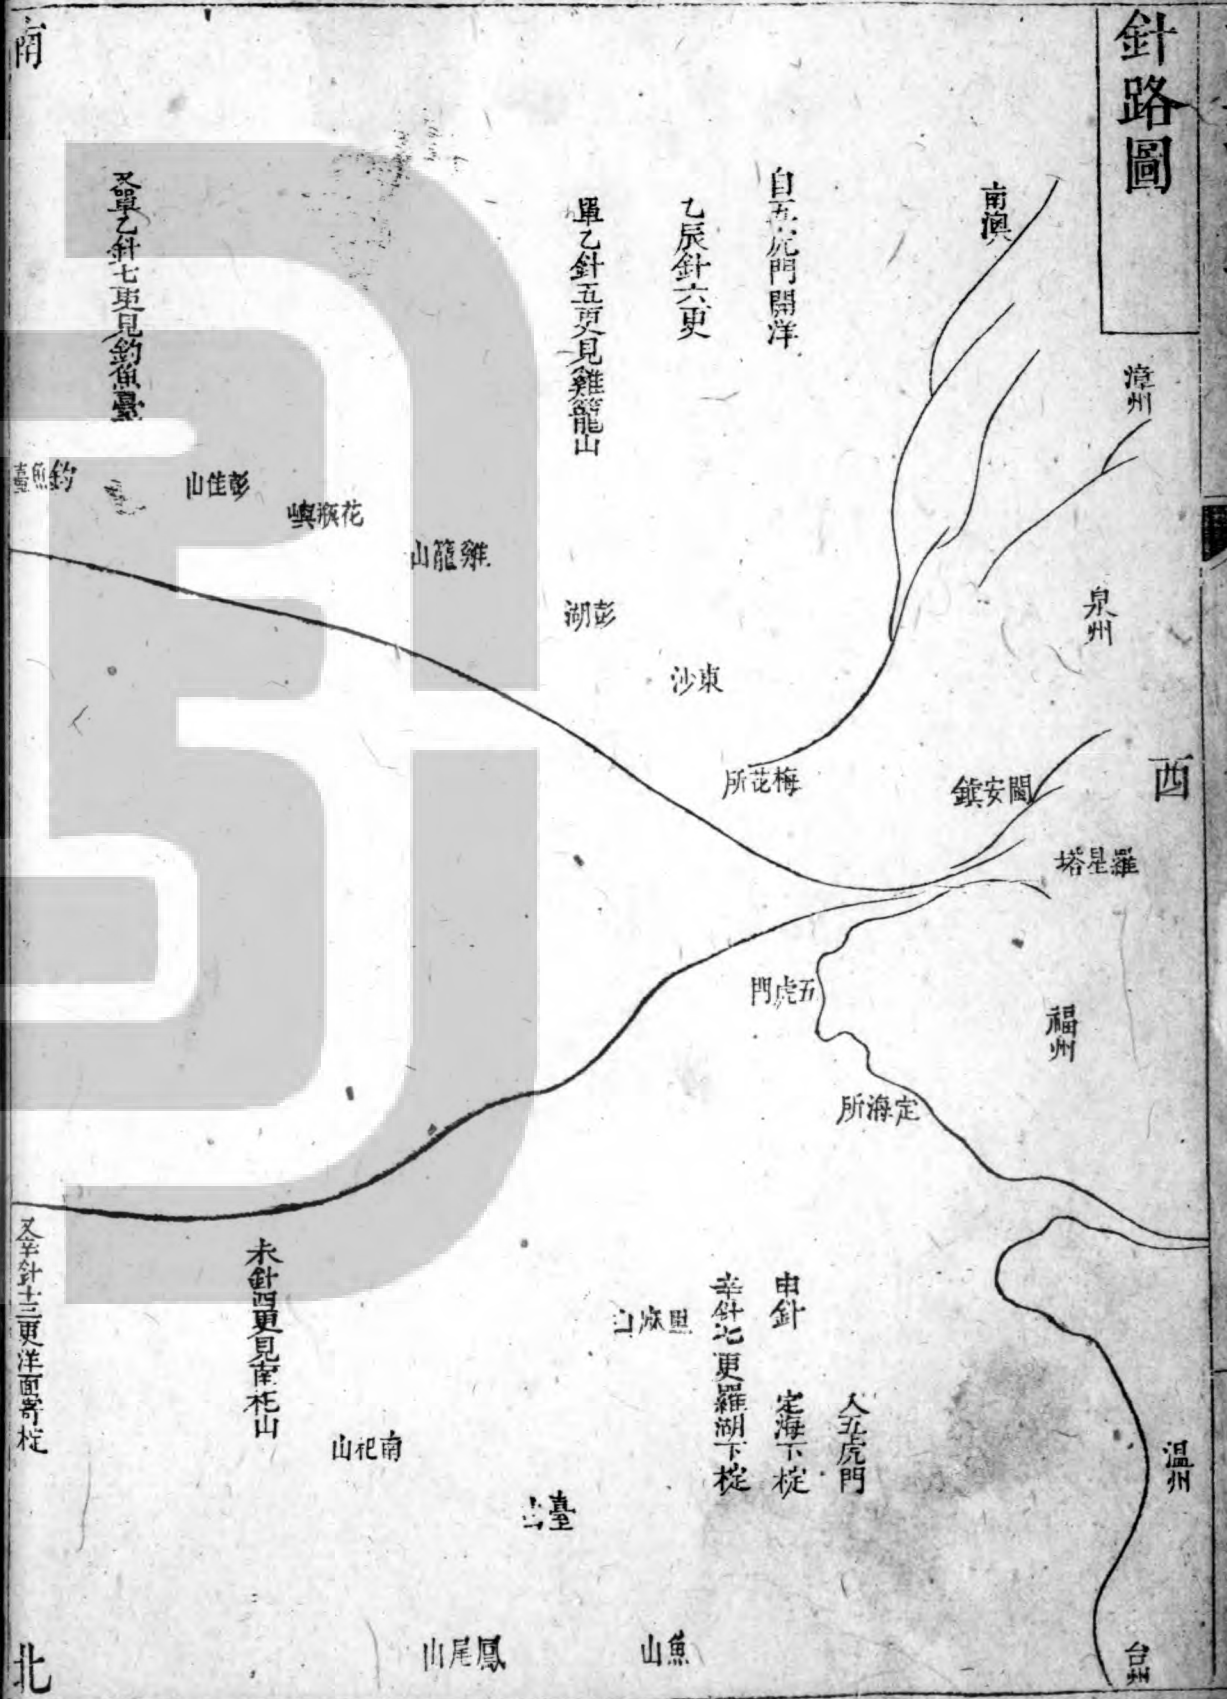 針路圖
南
西
北
漳州
泉州
福州
温州
台州
南澳
自五虎門開洋
乙辰針六更
單乙針五更見雞籠山
又單乙針七更見釣魚臺
釣魚臺
彭佳山
花瓶嶼
雞籠山
彭湖
東沙
梅花所
閩安鎮
羅星塔
五虎門
定海所
入五虎門
申針 定海下椗
辛針七更羅湖下椗
未針四更見南杞山
又辛針十三更洋面寄椗
里麻山
南杞山
臺山
魚山
鳳尾山